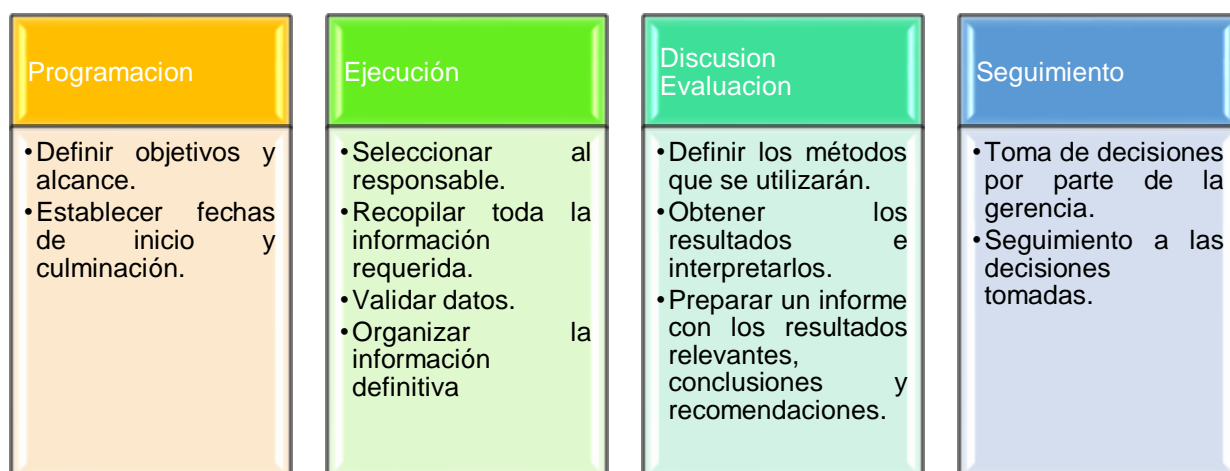 Programacion
•Definir objetivos y
alcance.
•Establecer fechas
de inicio y
culminación.
Ejecución
•Seleccionar al
responsable.
•Recopilar toda la
información
requerida.
•Validar datos.
•Organizar la
información
definitiva
Discusion
Evaluacion
•Definir los métodos
que se utilizarán.
•Obtener los
resultados e
interpretarlos.
•Preparar un informe
con los resultados
relevantes,
conclusiones y
recomendaciones.
Seguimiento
•Toma de decisiones
por parte de la
gerencia.
•Seguimiento a las
decisiones
tomadas.